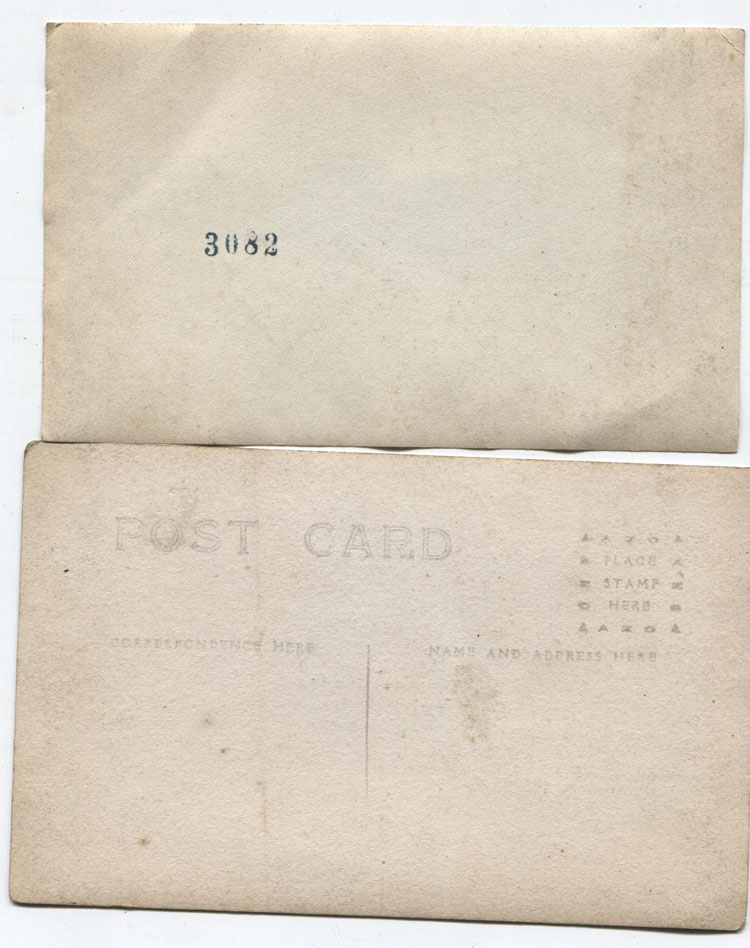 3082
POST CARD
AZO
PLACE
STAMP
HERE
AZO
CORRESPONDENCE HERE
NAME AND ADDRESS HERE